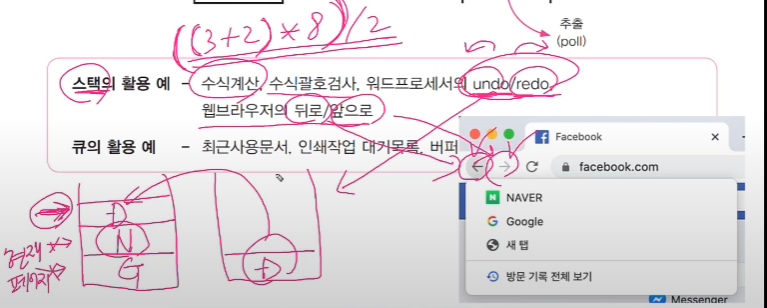 ((3+2)*8)/2
추출
(poll)
스택의 활용 예 - 수식계산, 수식괄호검사, 워드프로세서의 undo/redo,
웹브라우저의 뒤로/앞으로
큐의 활용 예 - 최근사용문서, 인쇄작업 대기목록, 버퍼
Facebook
facebook.com
NAVER
Google
새 탭
방문 기록 전체 보기
Messenger
D
N
G
현재
페이지
D